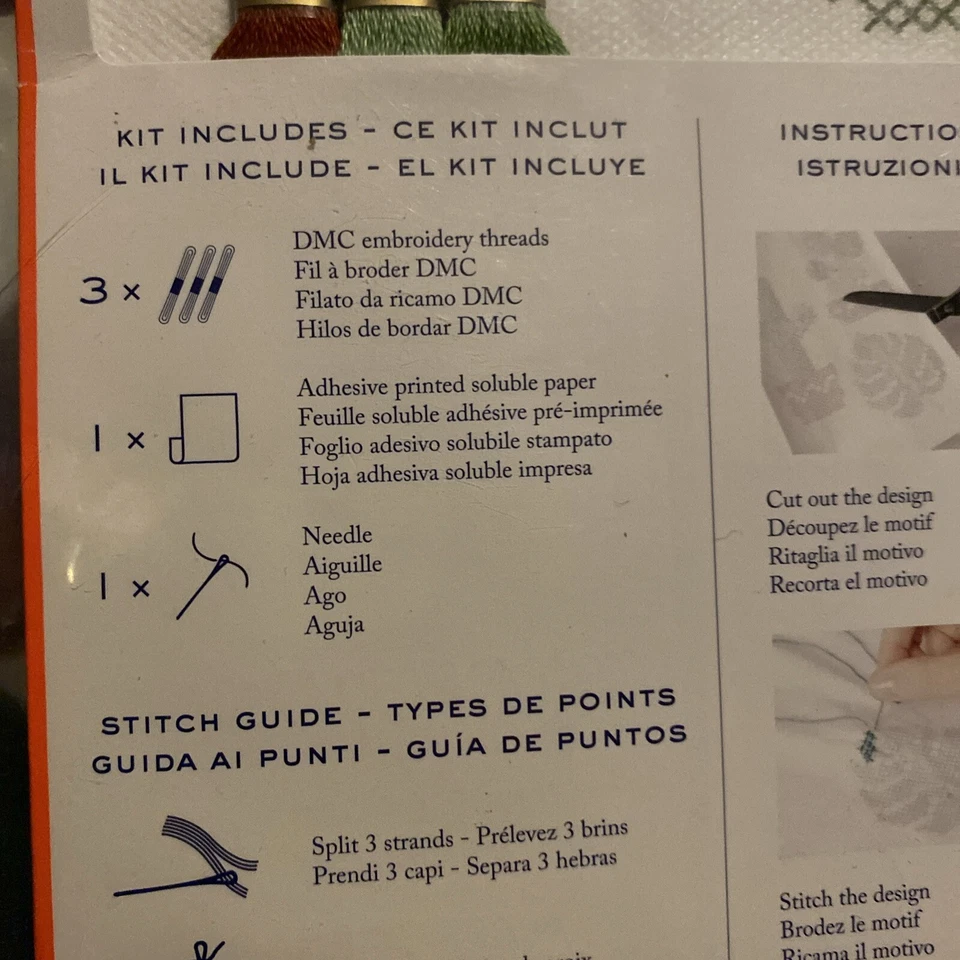 KIT INCLUDES - CE KIT INCLUT
IL KIT INCLUDE - EL KIT INCLUYE
3 x
DMC embroidery threads
Fil à broder DMC
Filato da ricamo DMC
Hilos de bordar DMC
1 x
Adhesive printed soluble paper
Feuille soluble adhésive pré-imprimée
Foglio adesivo solubile stampato
Hoja adhesiva soluble impresa
1 x
Needle
Aiguille
Ago
Aguja
STITCH GUIDE - TYPES DE POINTS
GUIDA AI PUNTI - GUÍA DE PUNTOS
Split 3 strands - Prélevez 3 brins
Prendi 3 capi - Separa 3 hebras
INSTRUCTIO
ISTRUZIONI
Cut out the design
Découpez le motif
Ritaglia il motivo
Recorta el motivo
Stitch the design
Brodez le motif
Ricama il motivo